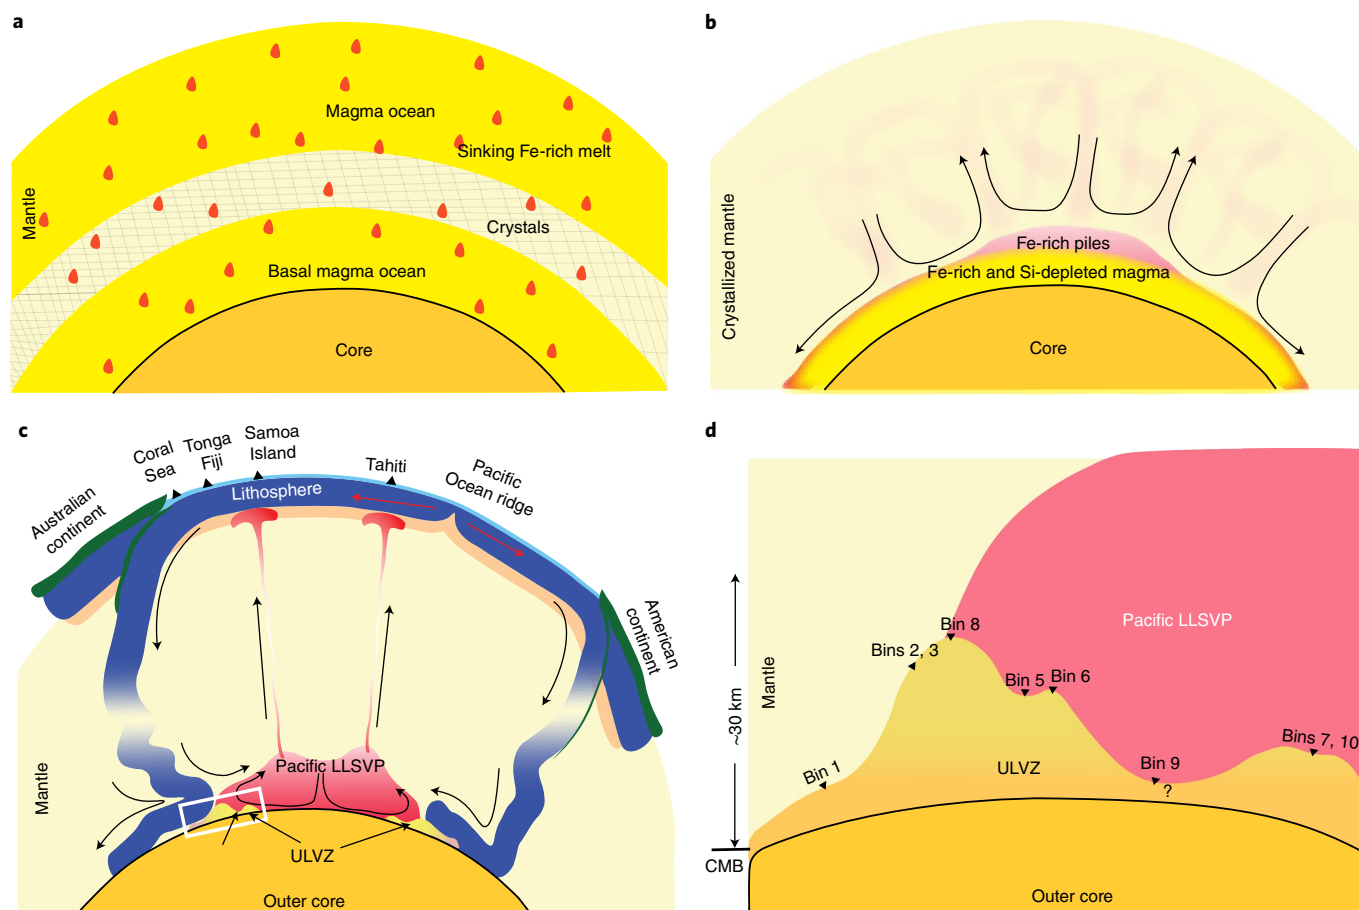 a
Magma ocean
Sinking Fe-rich melt
Mantle
Crystals
Basal magma ocean
Core
b
Crystallized mantle
Fe-rich piles
Fe-rich and Si-depleted magma
Core
c
Australian
continent
Coral
Sea
Tonga
Fiji
Samoa
Island
Tahiti
Pacific
Ocean ridge
Lithosphere
American
continent
Mantle
Pacific LLSVP
ULVZ
Outer core
d
Mantle
~30 km
CMB
Pacific LLSVP
Bin 8
Bins 2, 3
Bin 5
Bin 6
Bins 7, 10
Bin 9
?
Bin 1
ULVZ
Outer core